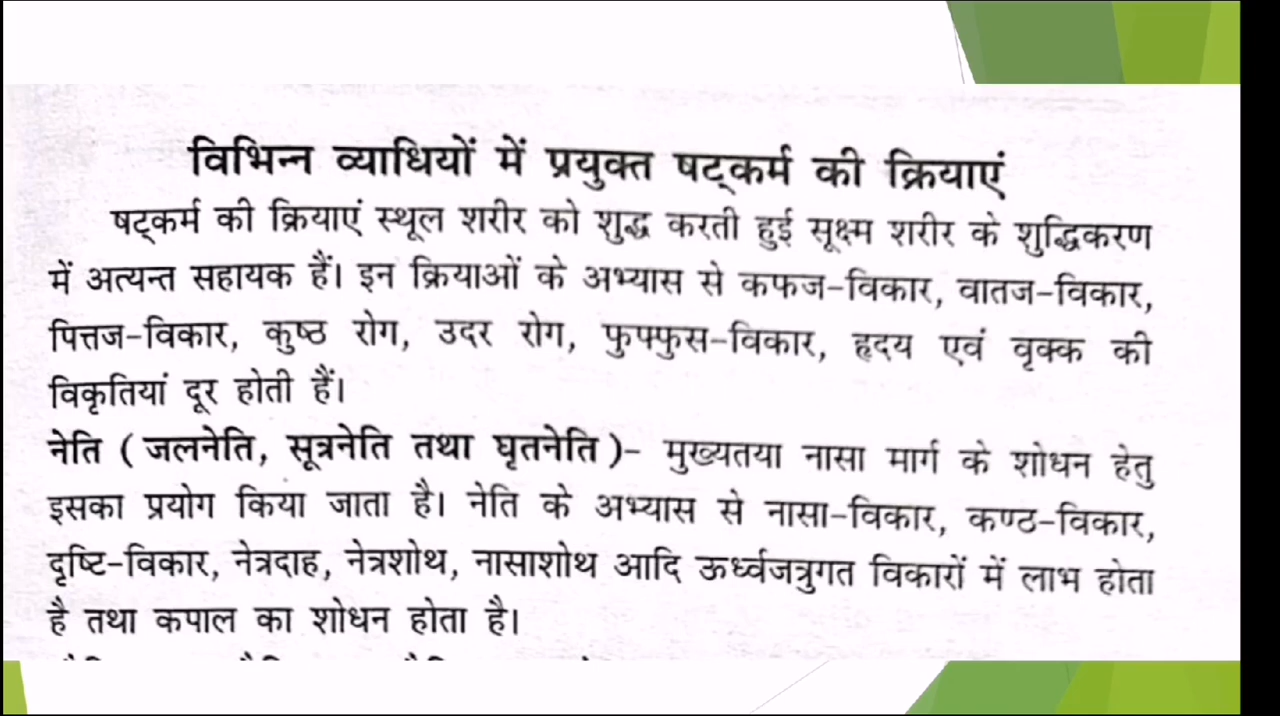 विभिन्न व्याधियों में प्रयुक्त षट्कर्म की क्रियाएं
षट्कर्म की क्रियाएं स्थूल शरीर को शुद्ध करती हुई सूक्ष्म शरीर के शुद्धिकरण
में अत्यन्त सहायक हैं। इन क्रियाओं के अभ्यास से कफज-विकार, वातज-विकार,
पित्तज-विकार, कुष्ठ रोग, उदर रोग, फुफ्फुस-विकार, हृदय एवं वृक्क की
विकृतियां दूर होती हैं।
नेति ( जलनेति, सूत्रनेति तथा घृतनेति )- मुख्यतया नासा मार्ग के शोधन हेतु
इसका प्रयोग किया जाता है। नेति के अभ्यास से नासा-विकार, कण्ठ-विकार,
दृष्टि-विकार, नेत्रदाह, नेत्रशोथ, नासाशोथ आदि ऊर्ध्वजत्रुगत विकारों में लाभ होता
है तथा कपाल का शोधन होता है।